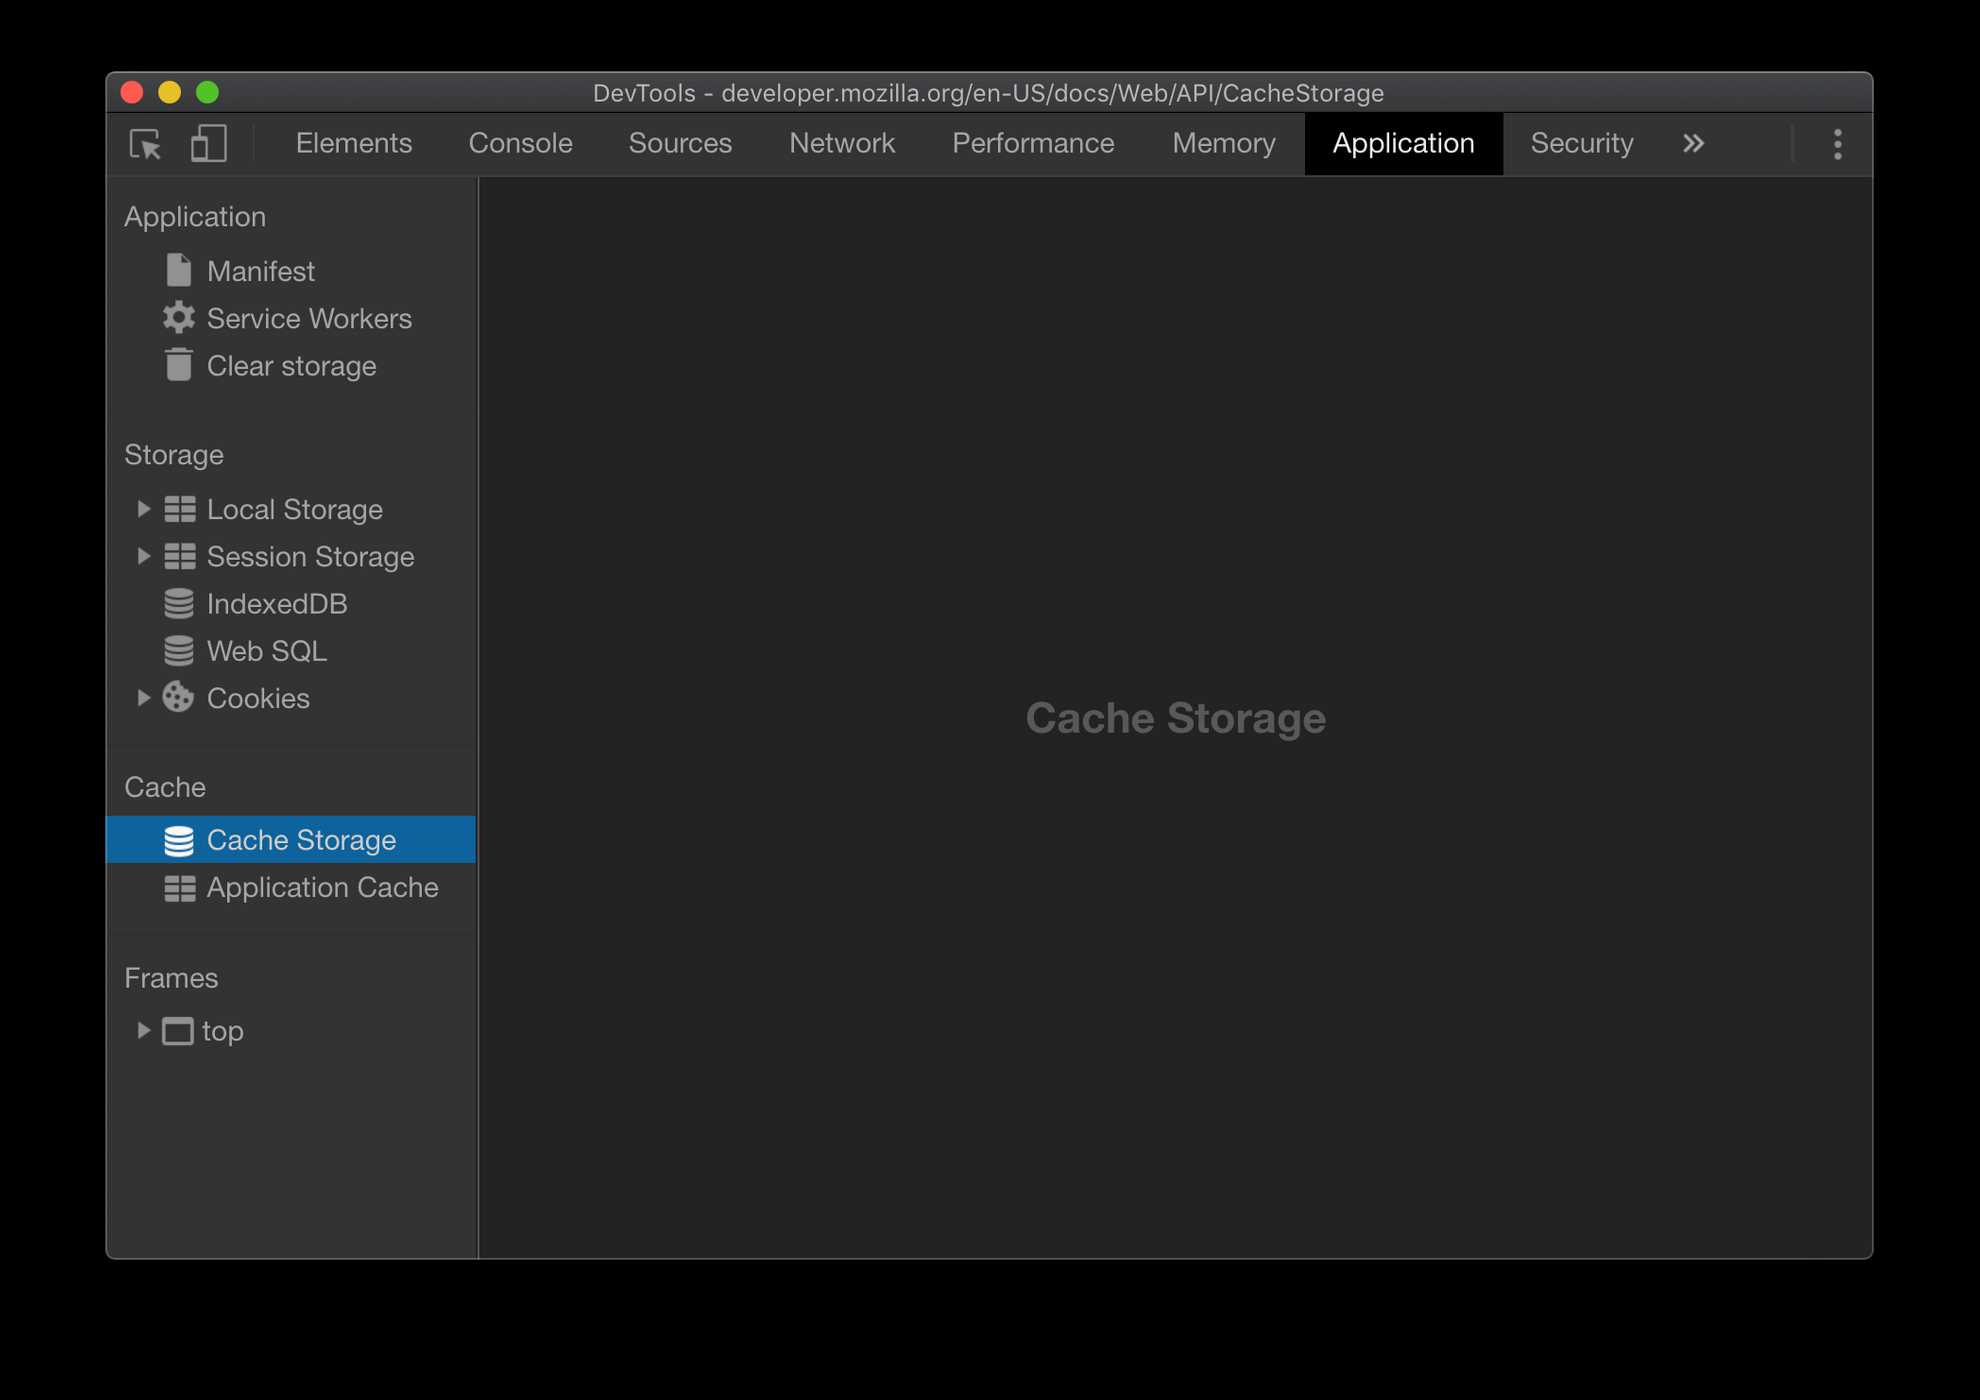 DevTools - developer.mozilla.org/en-US/docs/Web/API/CacheStorage
Elements Console Sources Network Performance Memory Application Security
Application
Manifest
Service Workers
Clear storage
Storage
Local Storage
Session Storage
IndexedDB
Web SQL
Cookies
Cache
Cache Storage
Application Cache
Frames
top
Cache Storage